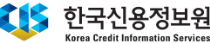 한국신용정보원
Korea Credit Information Services